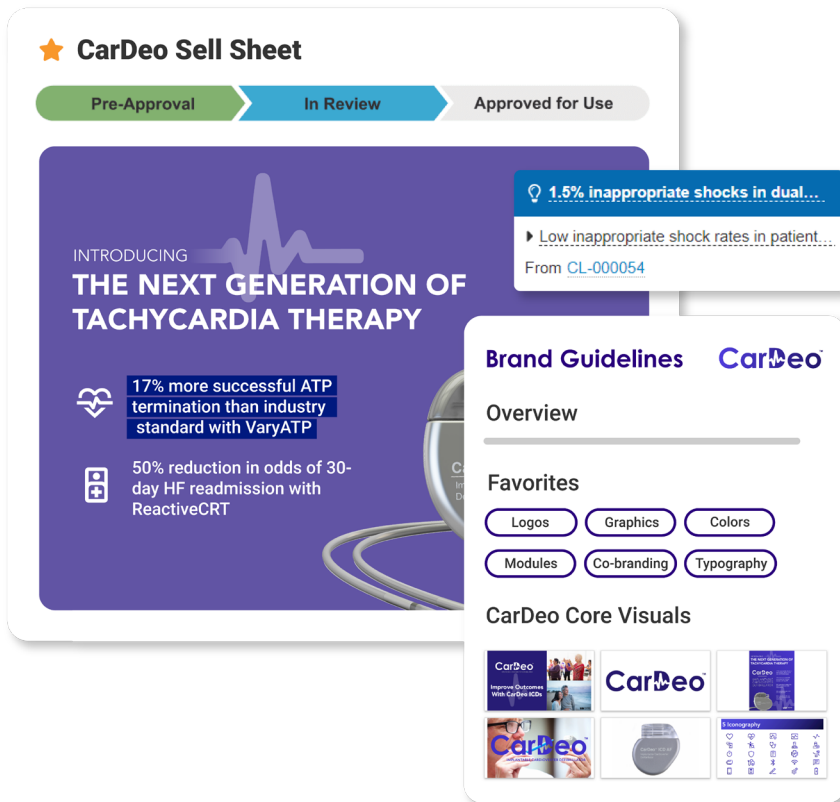 CarDeo Sell Sheet
Pre-Approval
In Review
Approved for Use
INTRODUCING
THE NEXT GENERATION OF
TACHYCARDIA THERAPY
17% more successful ATP
termination than industry
standard with VaryATP
50% reduction in odds of 30-
day HF readmission with
ReactiveCRT
1.5% inappropriate shocks in dual...
Low inappropriate shock rates in patient...
From CL-000054
Brand Guidelines
CarDeo™
Overview
Favorites
Logos
Graphics
Colors
Modules
Co-branding
Typography
CarDeo Core Visuals
CarDeo
Improve Outcomes
With CarDeo ICDs
CarDeo™
THE NEXT GENERATION OF
TACHYCARDIA THERAPY
CarDeo
CarDeo™
5 Iconography